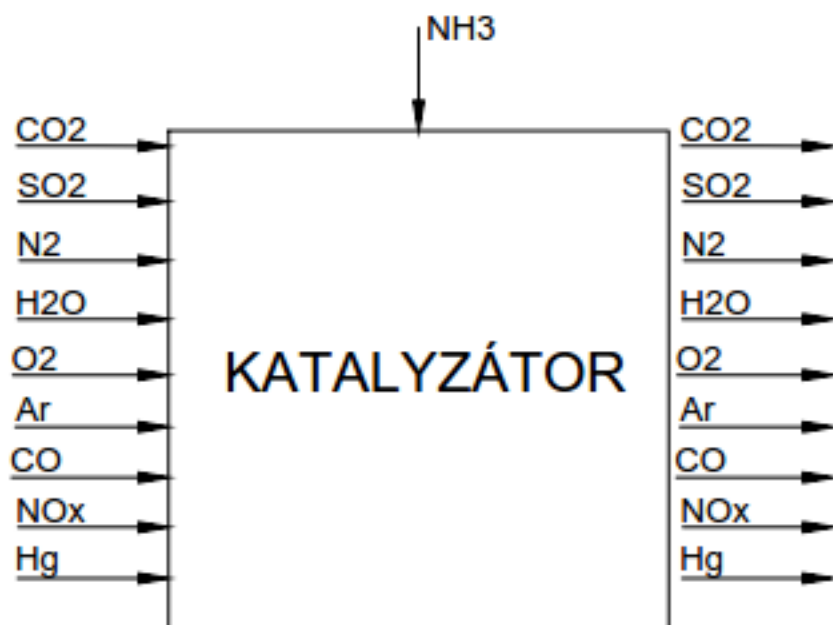 NH3
CO2 CO2
SO2 SO2
N2 N2
H2O H2O
O2 O2
KATALYZÁTOR
Ar Ar
CO CO
NOx NOx
Hg Hg